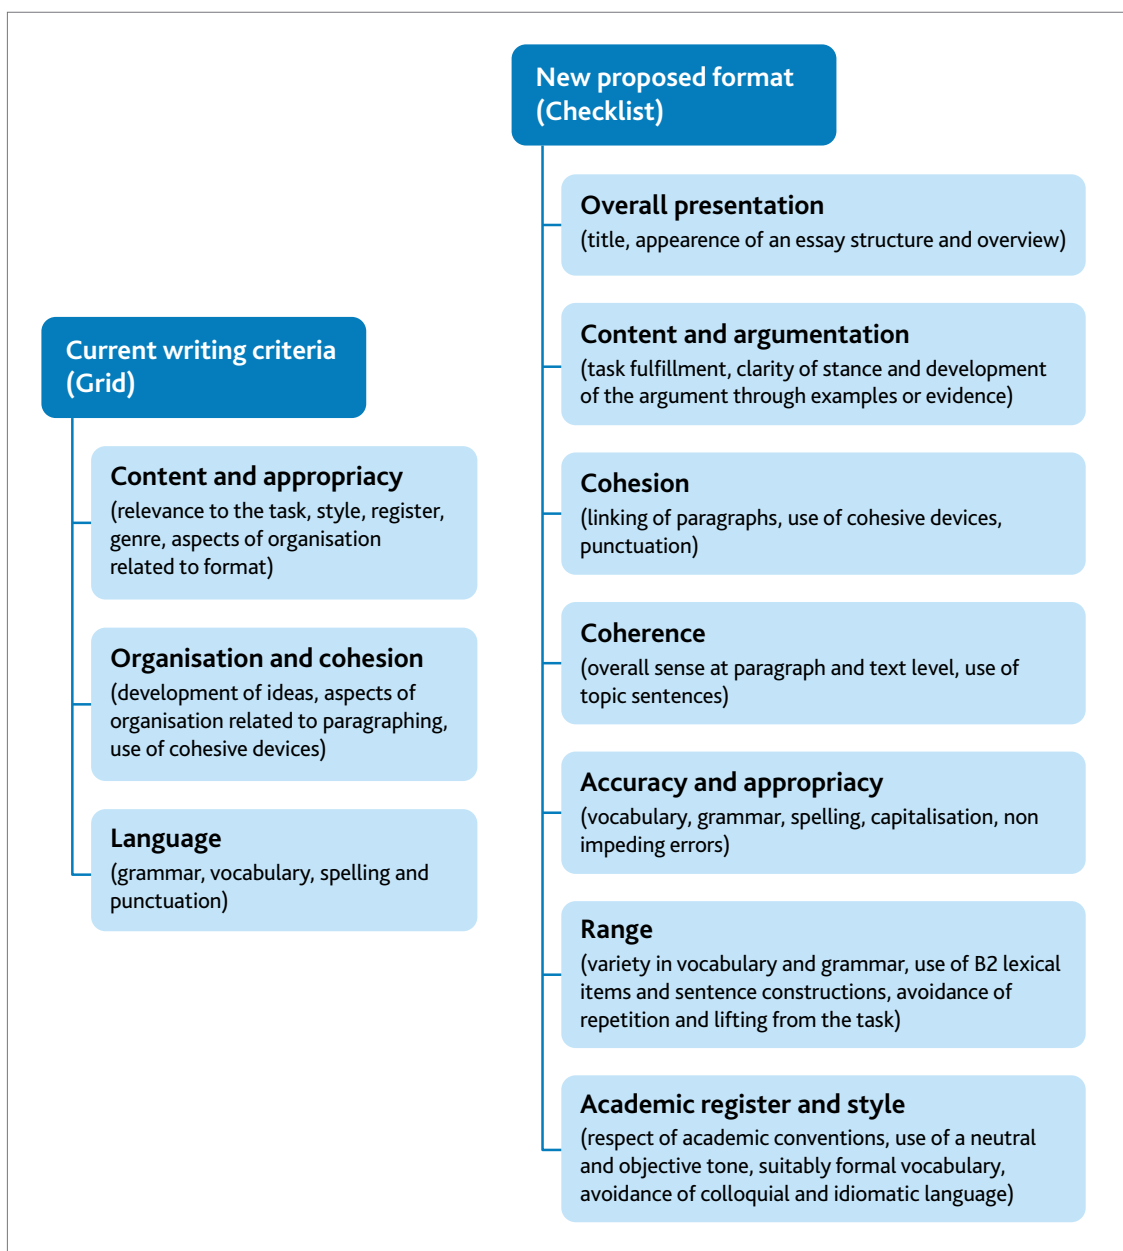 Current writing criteria
(Grid)
Content and appropriacy
(relevance to the task, style, register,
genre, aspects of organisation
related to format)
Organisation and cohesion
(development of ideas, aspects of
organisation related to paragraphing,
use of cohesive devices)
Language
(grammar, vocabulary, spelling and
punctuation)
New proposed format
(Checklist)
Overall presentation
(title, appearence of an essay structure and overview)
Content and argumentation
(task fulfillment, clarity of stance and development
of the argument through examples or evidence)
Cohesion
(linking of paragraphs, use of cohesive devices,
punctuation)
Coherence
(overall sense at paragraph and text level, use of
topic sentences)
Accuracy and appropriacy
(vocabulary, grammar, spelling, capitalisation, non
impeding errors)
Range
(variety in vocabulary and grammar, use of B2 lexical
items and sentence constructions, avoidance of
repetition and lifting from the task)
Academic register and style
(respect of academic conventions, use of a neutral
and objective tone, suitably formal vocabulary,
avoidance of colloquial and idiomatic language)